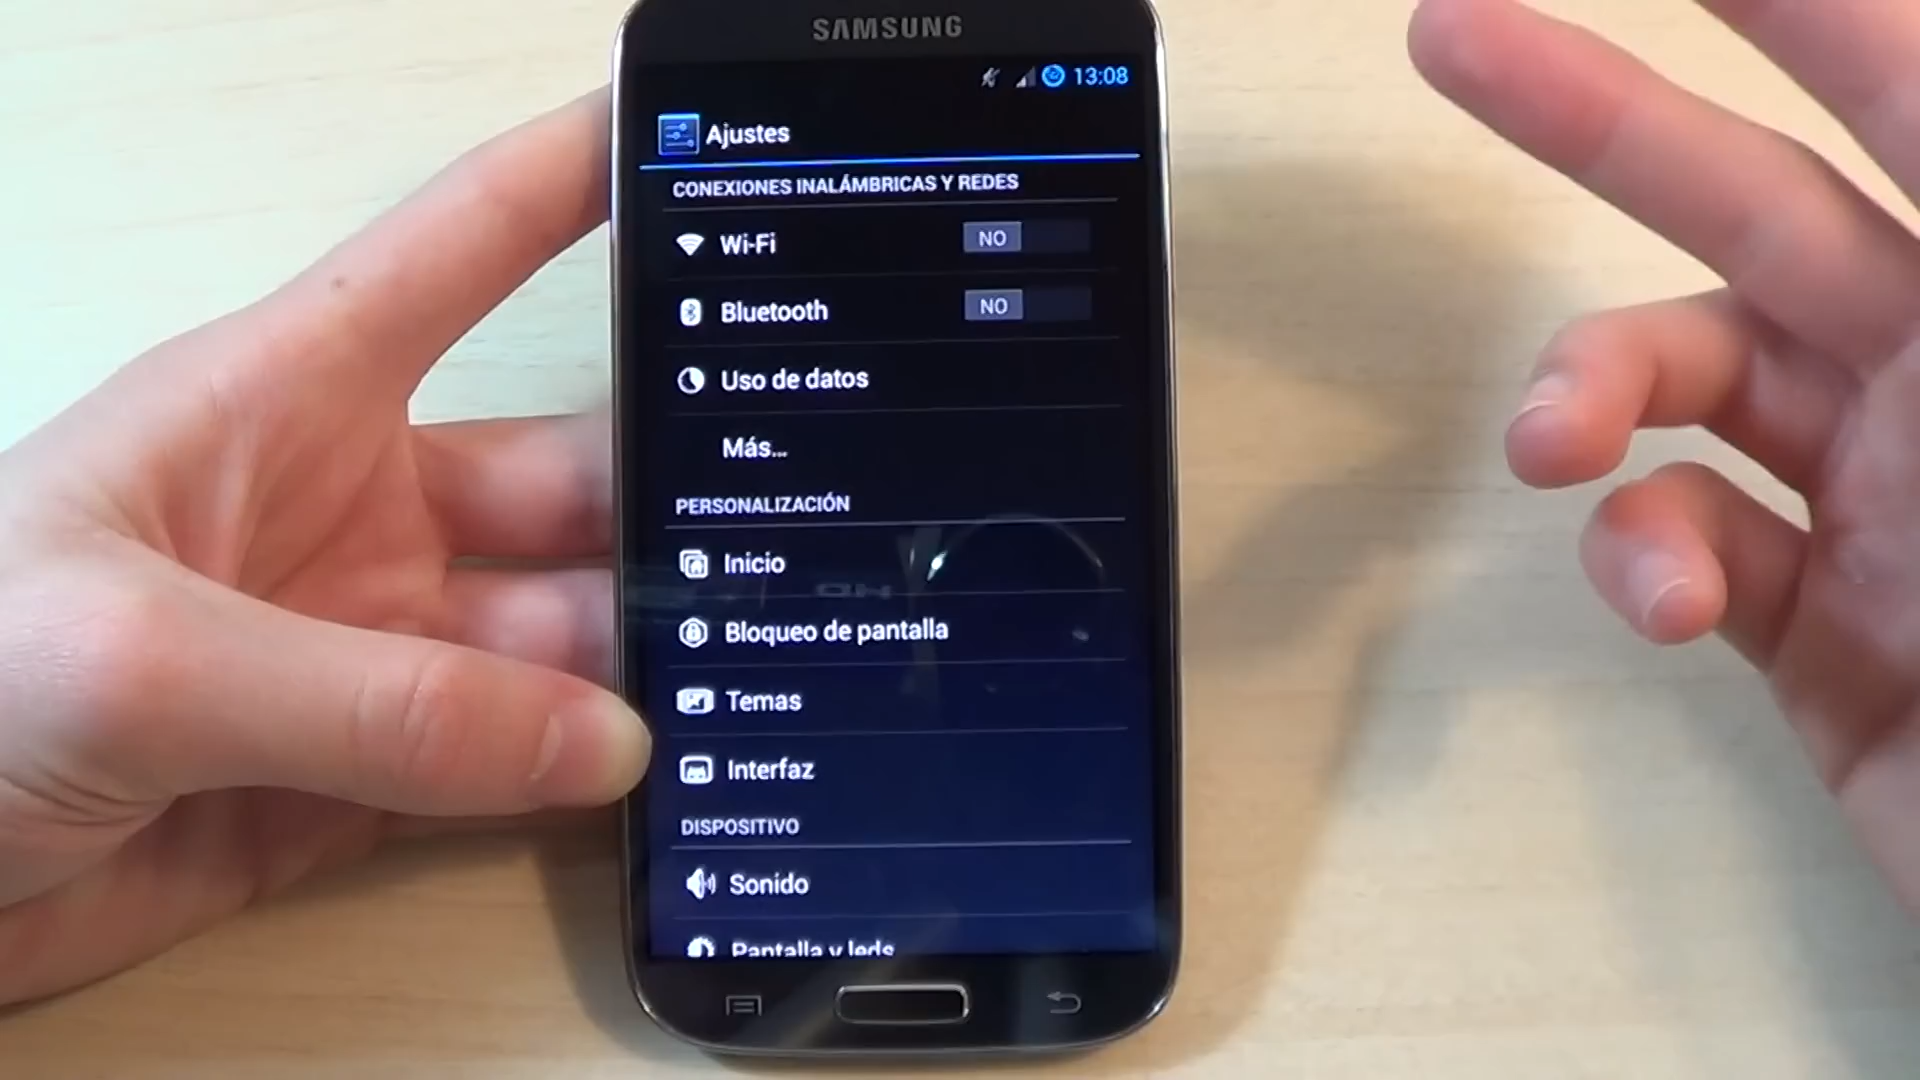 SAMSUNG
13:08
Ajustes
CONEXIONES INALÁMBRICAS Y REDES
Wi-Fi
NO
Bluetooth
NO
Uso de datos
Más...
PERSONALIZACIÓN
Inicio
Bloqueo de pantalla
Temas
Interfaz
DISPOSITIVO
Sonido
Pantalla y leds